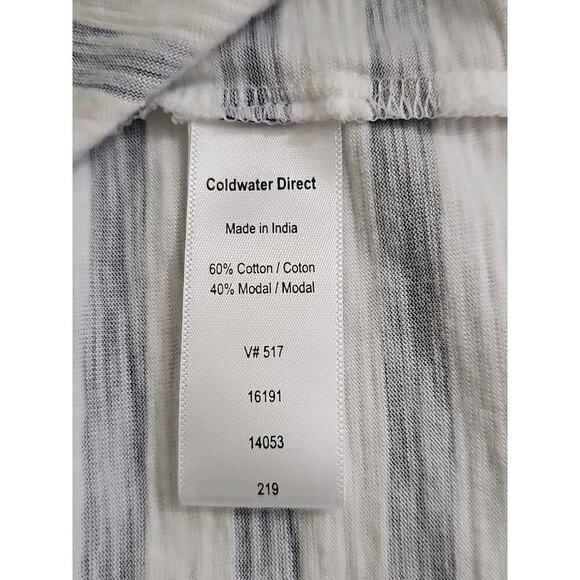 Coldwater Direct
Made in India
60% Cotton / Coton
40% Modal / Modal
V# 517
16191
14053
219